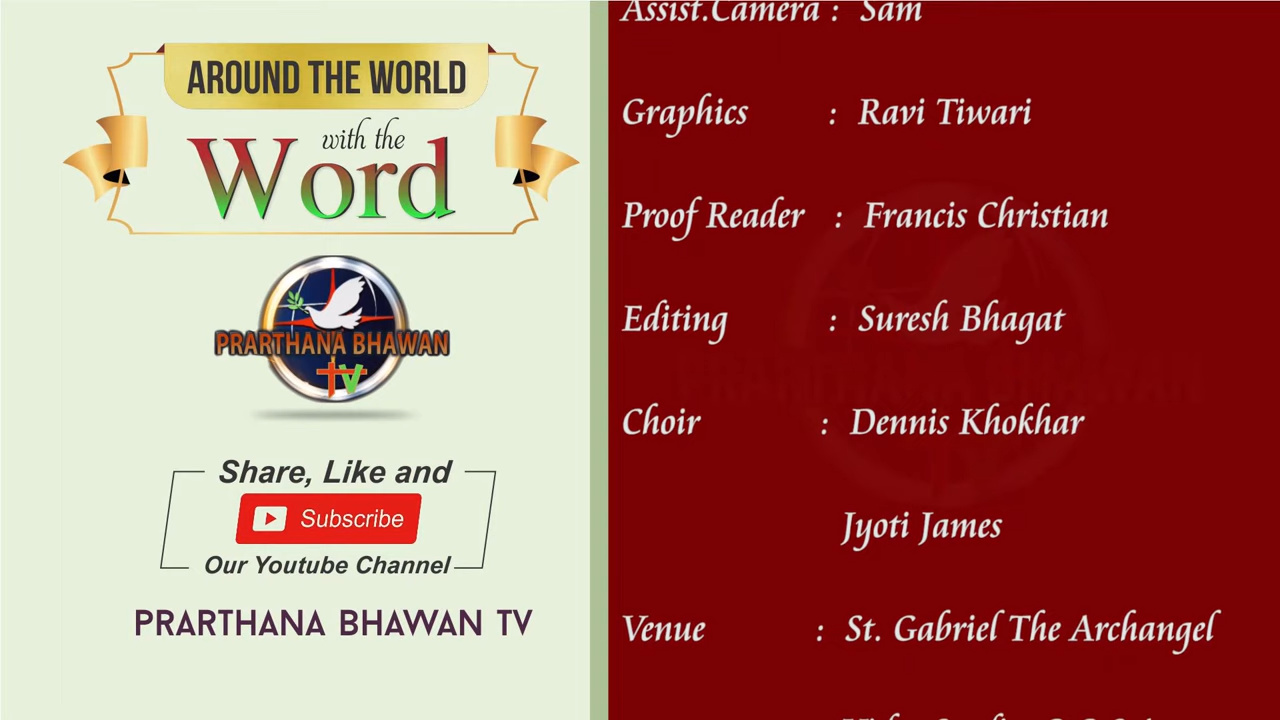 AROUND THE WORLD
with the
Word
PRARTHANA BHAWAN
TV
Share, Like and
Subscribe
Our Youtube Channel
PRARTHANA BHAWAN TV
Assist.Camera : Sam
Graphics : Ravi Tiwari
Proof Reader : Francis Christian
Editing : Suresh Bhagat
Choir : Dennis Khokhar
Jyoti James
Venue : St. Gabriel The Archangel